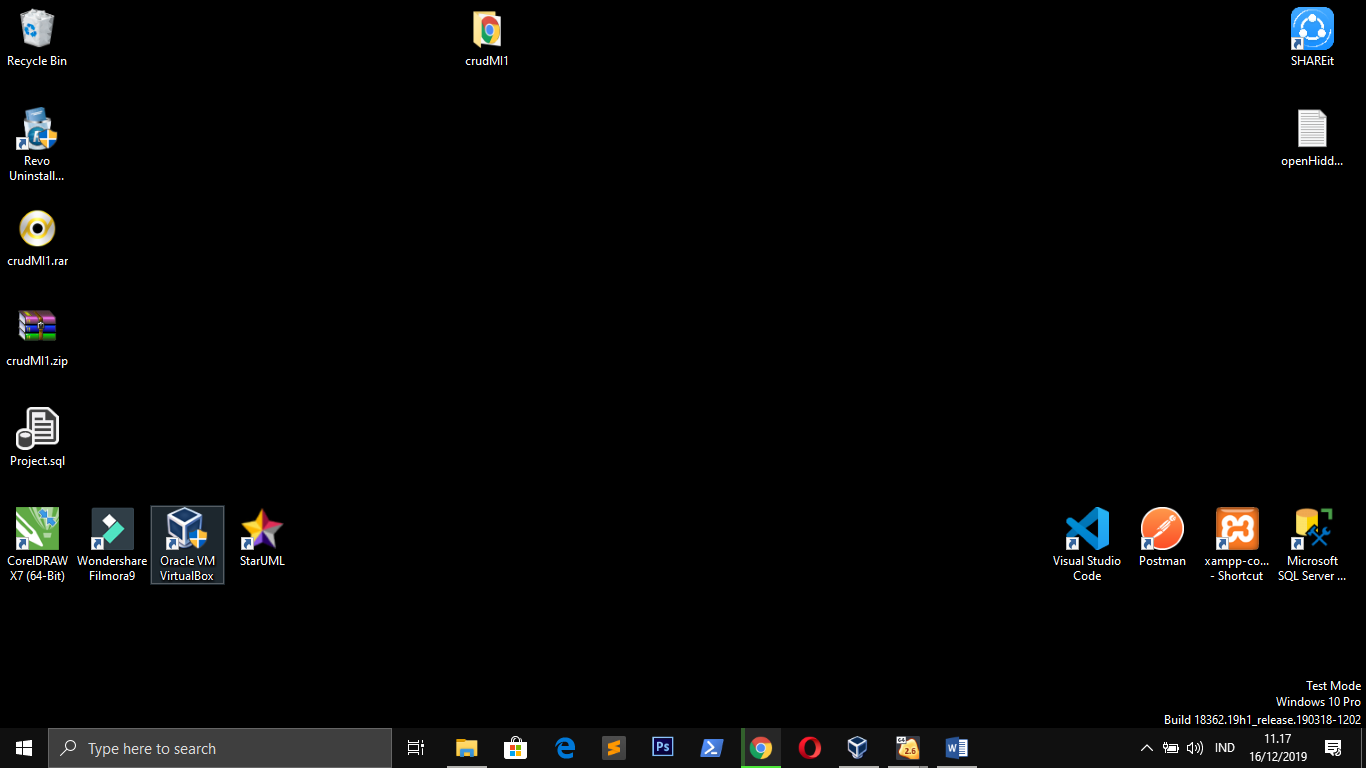 Recycle Bin
crudMI1
SHAREit
Revo
Uninstall...
openHidd...
crudMI1.rar
crudMI1.zip
Project.sql
CorelDRAW
X7 (64-Bit)
Wondershare
Filmora9
Oracle VM
VirtualBox
StarUML
Visual Studio
Code
Postman
xampp-co...
- Shortcut
Microsoft
SQL Server ...
Test Mode
Windows 10 Pro
Build 18362.19h1_release.190318-1202
Type here to search
Ps
2.6
IND
11.17
16/12/2019